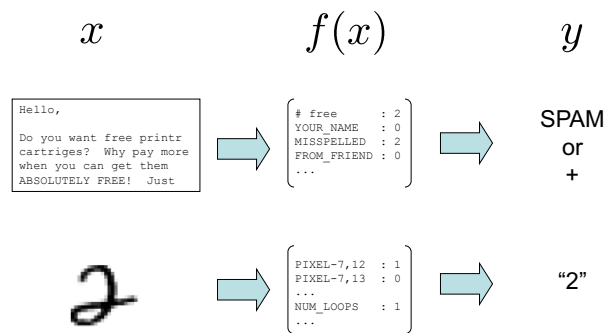 x f(x) y
Hello,
Do you want free printr
cartriges? Why pay more
when you can get them
ABSOLUTELY FREE! Just
# free : 2
YOUR_NAME : 0
MISSPELLED : 2
FROM_FRIEND : 0
...
SPAM
or
+
2
PIXEL-7,12 : 1
PIXEL-7,13 : 0
...
NUM_LOOPS : 1
...
“2”